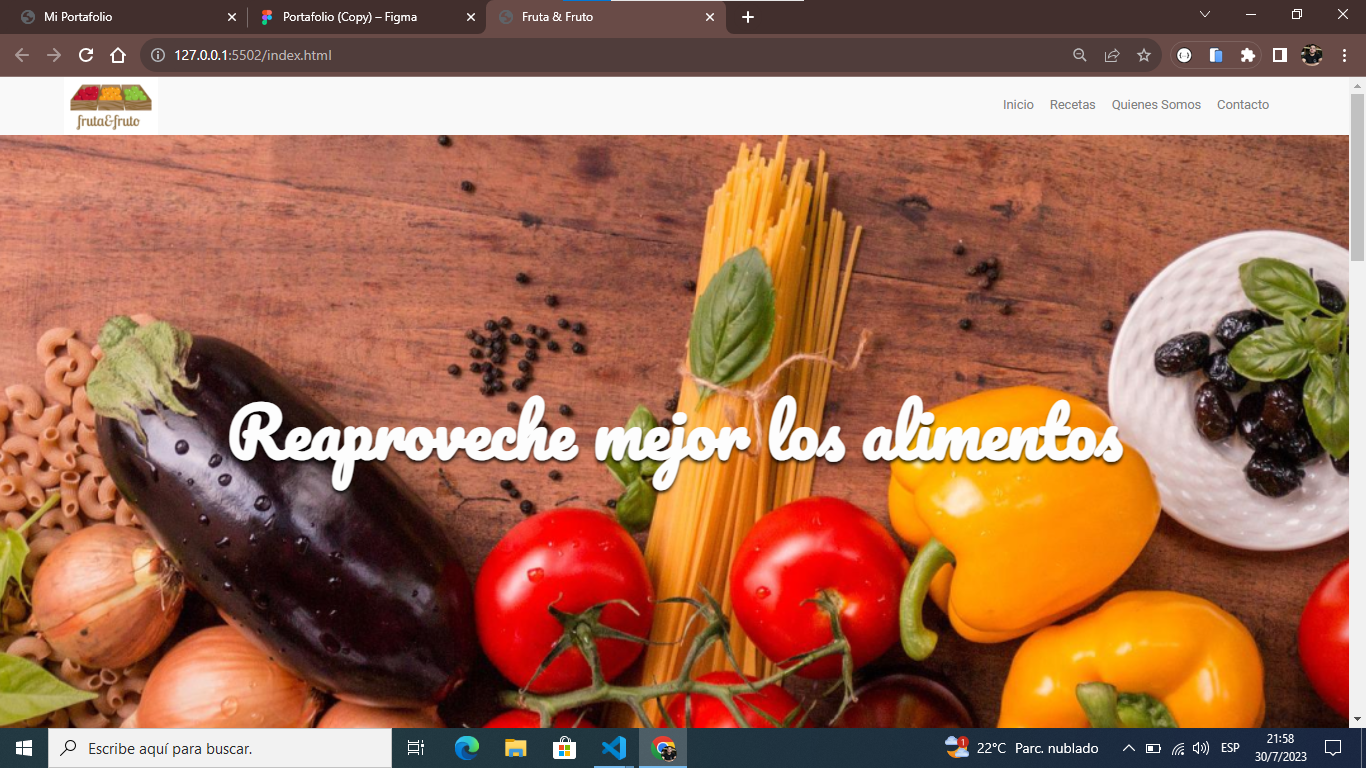 Mi Portafolio
Portafolio (Copy) – Figma
Fruta & Fruto
127.0.0.1:5502/index.html
fruta&fruto
Inicio Recetas Quienes Somos Contacto
Reaproveche mejor los alimentos
Escribe aquí para buscar.
1
22°C Parc. nublado
ESP
21:58
30/7/2023